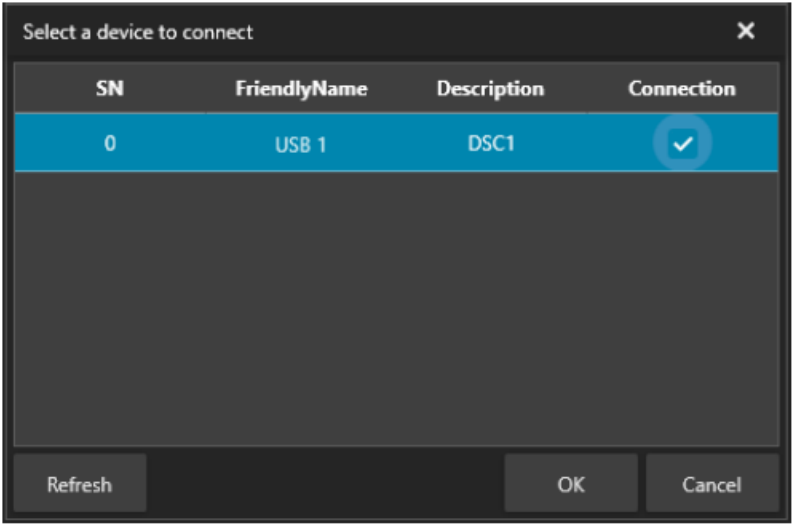 Select a device to connect
SN FriendlyName Description Connection
0 USB 1 DSC1
Refresh OK Cancel